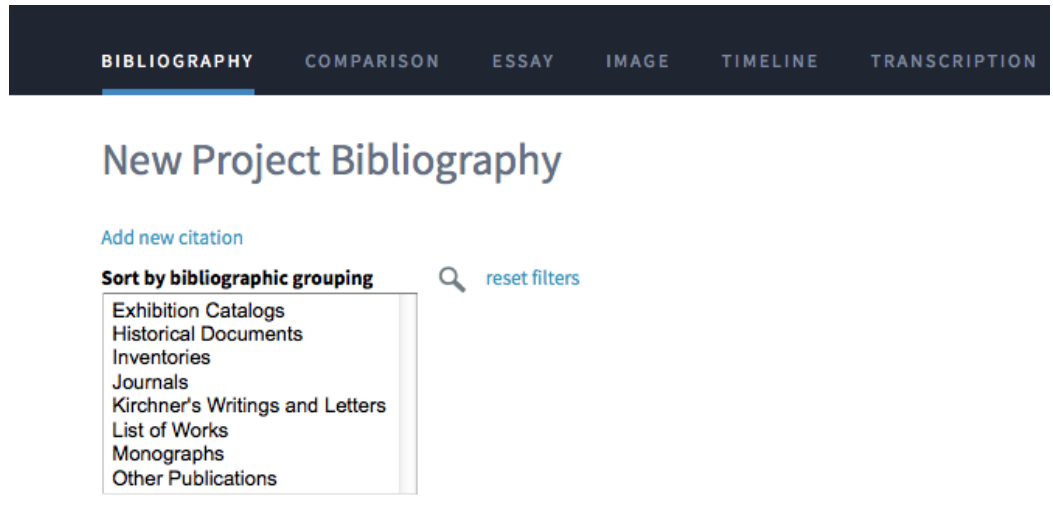 BIBLIOGRAPHY COMPARISON ESSAY IMAGE TIMELINE TRANSCRIPTION
New Project Bibliography
Add new citation
Sort by bibliographic grouping reset filters
Exhibition Catalogs
Historical Documents
Inventories
Journals
Kirchner's Writings and Letters
List of Works
Monographs
Other Publications